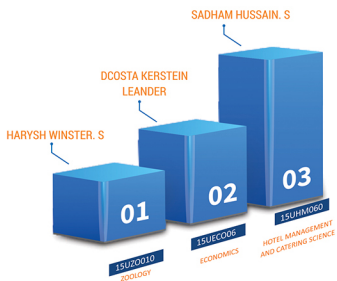 SADHAM HUSSAIN. S
DCOSTA KERSTEIN
LEANDER
HARYSH WINSTER. S
01
02
03
15UZO010
ZOOLOGY
15UECO06
ECONOMICS
15UHM060
HOTEL MANAGEMENT
AND CATERING SCIENCE